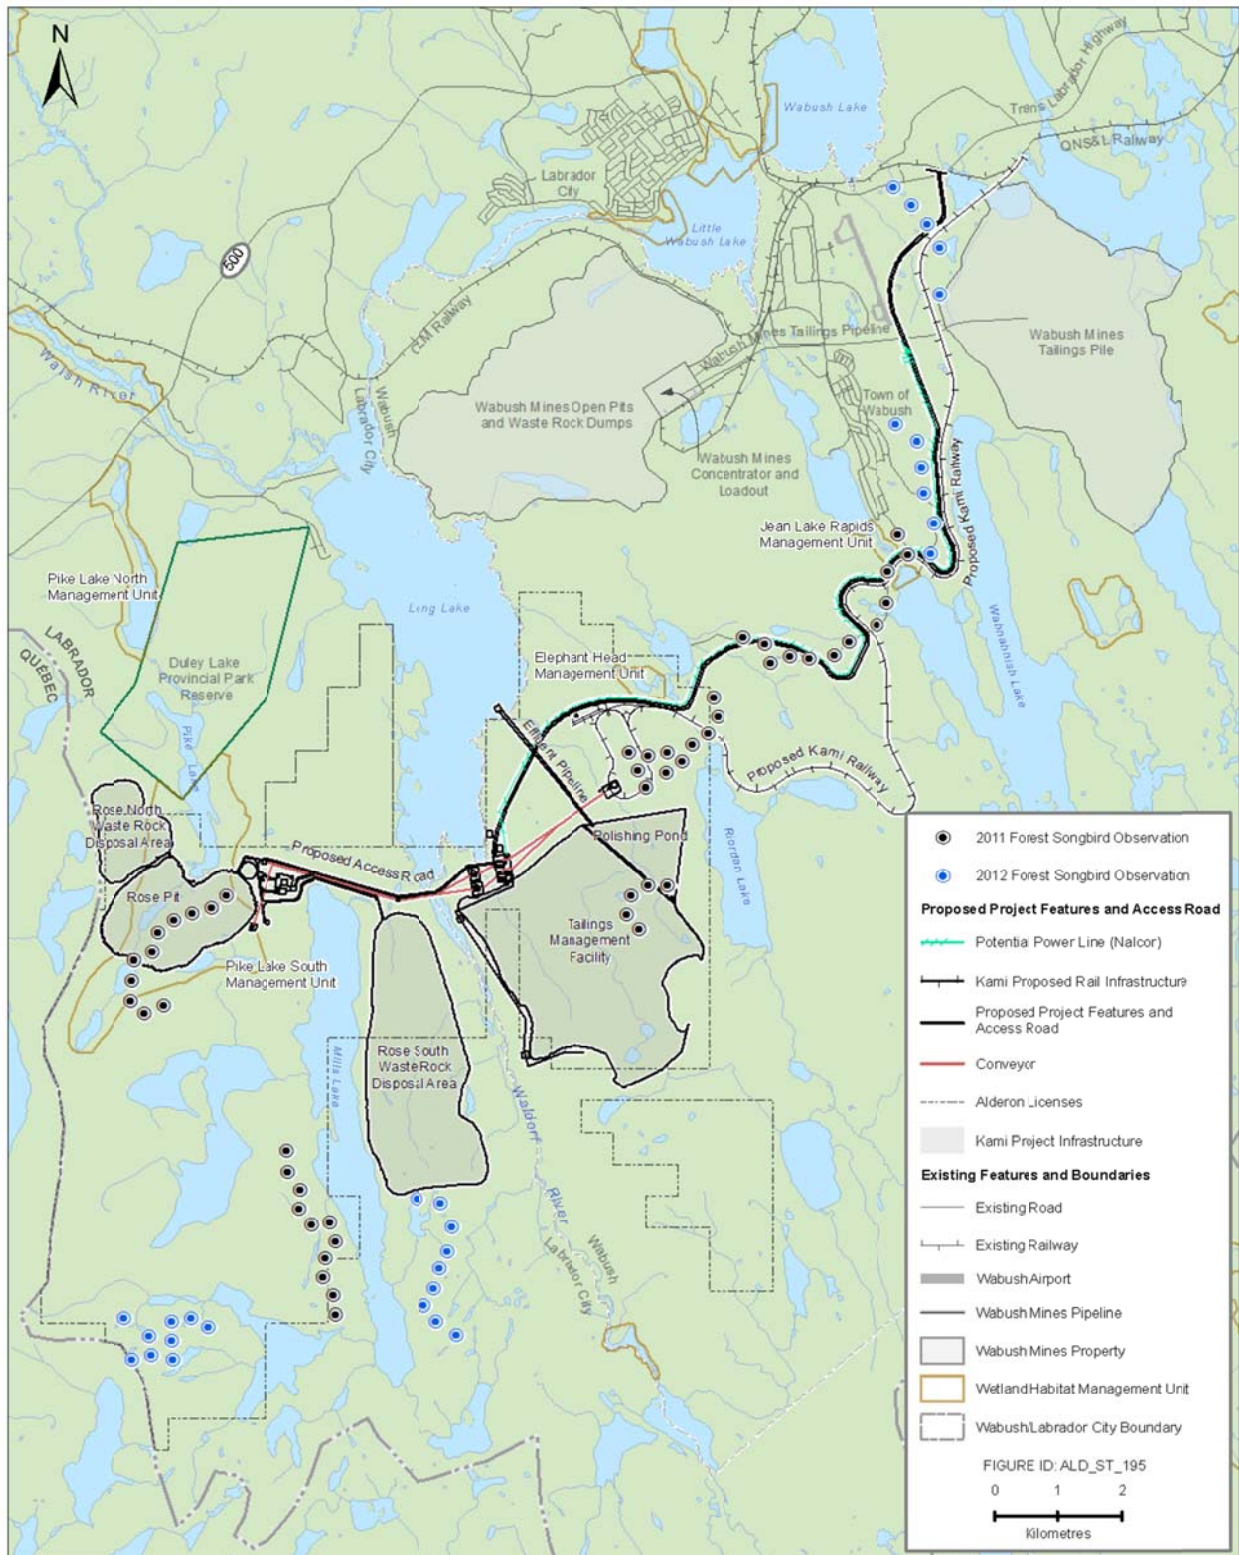 N
Wabush Lake
Trans Labrador Highway
QNS&L Railway
Labrador
City
Little
Wabush Lake
500
CFM Railway
Wabush Mines Tailings Pipeline
Wabush Mines
Tailings Pile
Walsh River
Wabush
Labrador City
Wabush Mines Open Pits
and Waste Rock Dumps
Town of
Wabush
Wabush Mines
Concentrator and
Loadout
Proposed Kami Railway
Jean Lake Rapids
Management Unit
Pike Lake North
Management Unit
Long Lake
Wahnahnish Lake
LABRADOR
QUÉBEC
Duley Lake
Provincial Park
Reserve
Elephant Head
Management Unit
Pike Lake
Effluent Pipeline
Proposed Kami Railway
Rose North
Waste Rock
Disposal Area
Polishing Pond
Riordan Lake
Proposed Access Road
Rose Pit
Tailings
Management
Facility
Pike Lake South
Management Unit
Rose South
Waste Rock
Disposal Area
Mills Lake
Waldorf River
Wabush
Labrador City
2011 Forest Songbird Observation
2012 Forest Songbird Observation
Proposed Project Features and Access Road
Potential Power Line (Nalcor)
Kami Proposed Rail Infrastructure
Proposed Project Features and
Access Road
Conveyor
Alderon Licenses
Kami Project Infrastructure
Existing Features and Boundaries
Existing Road
Existing Railway
Wabush Airport
Wabush Mines Pipeline
Wabush Mines Property
Wetland Habitat Management Unit
Wabush/Labrador City Boundary
FIGURE ID: ALD_ST_195
0 1 2
Kilometres